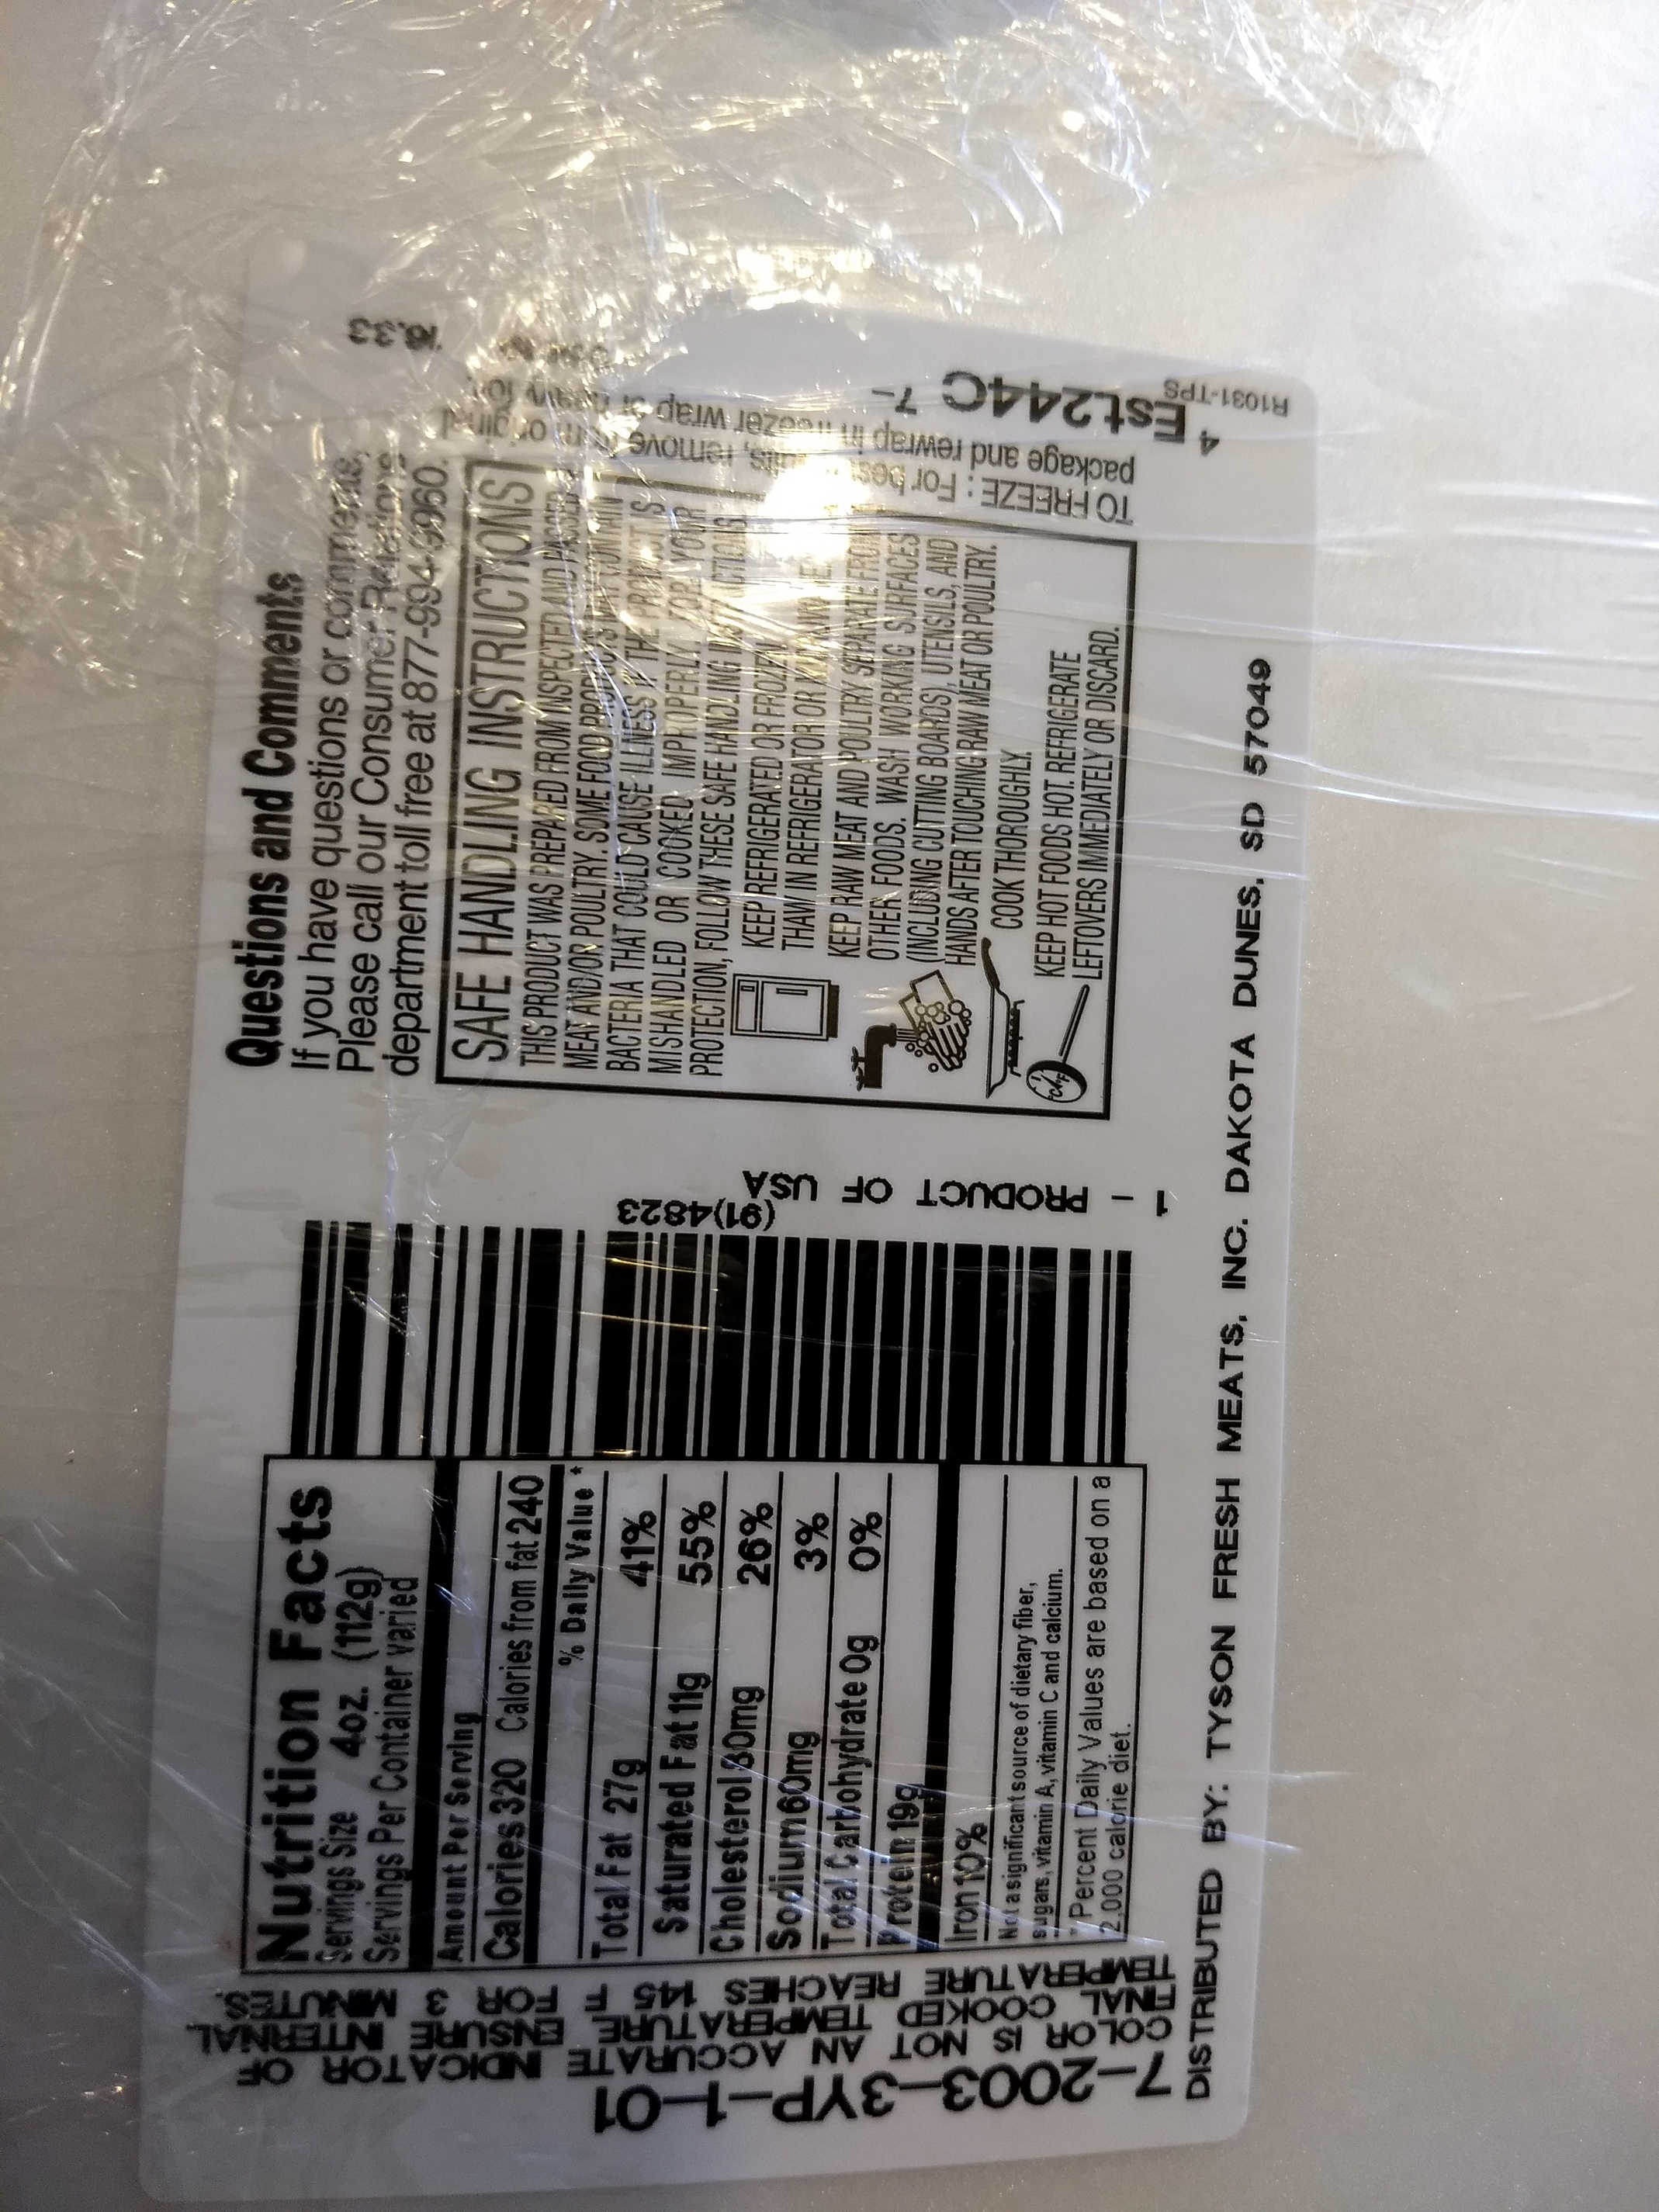 Questions and Comments
If you have questions or comments,
Please call our Consumer Relations
department toll free at 877-994-9960.
SAFE HANDLING INSTRUCTIONS
THIS PRODUCT WAS PREPARED FROM INSPECTED AND PASSED
MEAT AND/OR POULTRY. SOME FOOD PRODUCTS MAY CONTAIN
BACTERIA THAT COULD CAUSE ILLNESS IF THE PRODUCT IS
MISHANDLED OR COOKED IMPROPERLY. FOR YOUR
PROTECTION, FOLLOW THESE SAFE HANDLING INSTRUCTIONS.
KEEP REFRIGERATED OR FROZEN.
THAW IN REFRIGERATOR OR
KEEP RAW MEAT AND POULTRY SEPARATE FROM
OTHER FOODS. WASH WORKING SURFACES
(INCLUDING CUTTING BOARDS), UTENSILS, AND
HANDS AFTER TOUCHING RAW MEAT OR POULTRY.
COOK THOROUGHLY.
KEEP HOT FOODS HOT. REFRIGERATE
LEFTOVERS IMMEDIATELY OR DISCARD.
TO FREEZE : For best results, remove from original
package and rewrap in freezer wrap or heavy
4 Est.244C 7-
R1031-TPS
16.33
1 - PRODUCT OF USA
(91)4823
Nutrition Facts
Servings Size 4oz. (112g)
Servings Per Container Varied
Amount Per Serving
Calories 320 Calories from fat 240
% Daily Value *
Total Fat 27g 41%
Saturated Fat 11g 55%
Cholesterol 80mg 26%
Sodium 60mg 3%
Total Carbohydrate 0g 0%
Protein 19g
Iron 10%
Not a significant source of dietary fiber,
sugars, vitamin A, vitamin C and calcium.
* Percent Daily Values are based on a
2,000 calorie diet.
7-2003-3YP-1-01
COLOR IS NOT AN ACCURATE INDICATOR OF
FINAL COOKED TEMPERATURE ENSURE INTERNAL
TEMPERATURE REACHES 145 F FOR 3 MINUTES.
DISTRIBUTED BY: TYSON FRESH MEATS, INC. DAKOTA DUNES, SD 57049